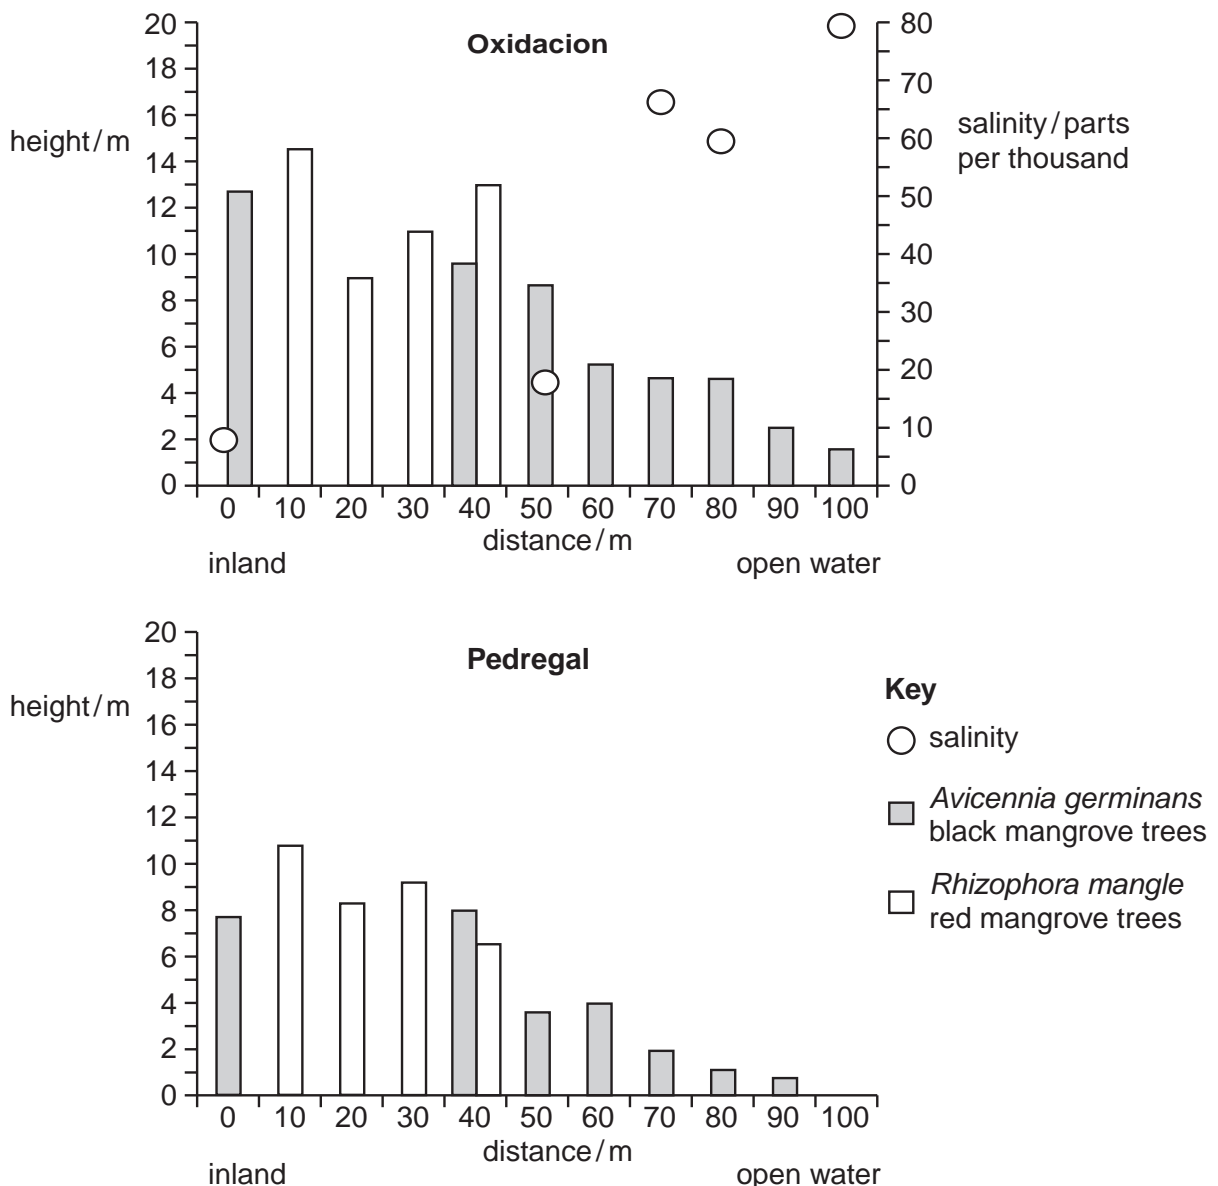 Oxidacion
height/m
20
18
16
14
12
10
8
6
4
2
0
80
70
60
50
40
30
20
10
0
salinity/parts
per thousand
0 10 20 30 40 50 60 70 80 90 100
distance/m
inland open water
Pedregal
height/m
20
18
16
14
12
10
8
6
4
2
0
0 10 20 30 40 50 60 70 80 90 100
distance/m
inland open water
Key
salinity
Avicennia germinans
black mangrove trees
Rhizophora mangle
red mangrove trees